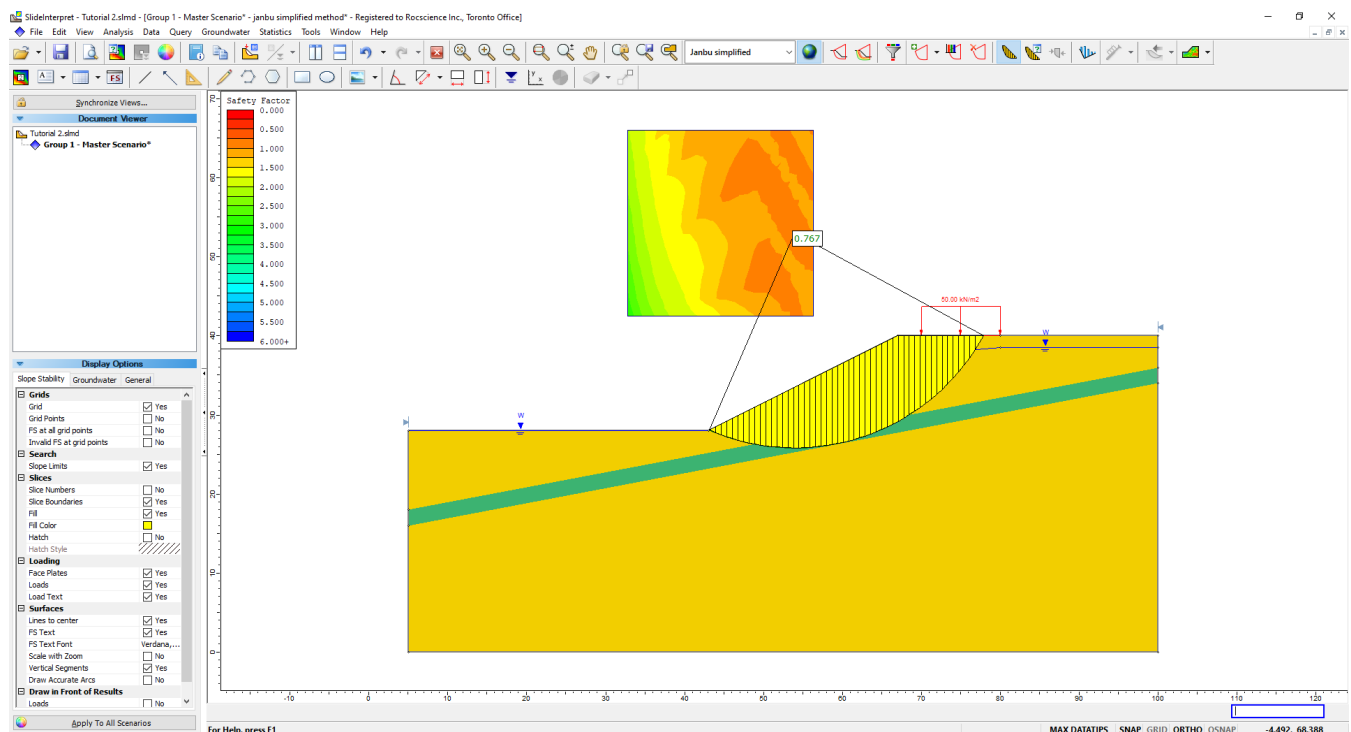 SlideInterpret - Tutorial 2.slmd - [Group 1 - Master Scenario* - janbu simplified method* - Registered to Rocscience Inc., Toronto Office]
File Edit View Analysis Data Query Groundwater Statistics Tools Window Help
Janbu simplified
A FS
y x
Synchronize Views...
Document Viewer
Tutorial 2.slmd
Group 1 - Master Scenario*
Display Options
Slope Stability Groundwater General
Grids
Grid Yes
Grid Points No
FS at all grid points No
Invalid FS at grid points No
Search
Slope Limits Yes
Slices
Slice Numbers No
Slice Boundaries Yes
Fill Yes
Fill Color
Hatch No
Hatch Style
Loading
Face Plates Yes
Loads Yes
Load Text Yes
Surfaces
Lines to center Yes
FS Text Yes
FS Text Font Verdana,...
Scale with Zoom No
Vertical Segments Yes
Draw Accurate Arcs No
Draw in Front of Results
Loads No
Apply To All Scenarios
Safety Factor
0.000
0.500
1.000
1.500
2.000
2.500
3.000
3.500
4.000
4.500
5.000
5.500
6.000+
70
60
50
40
30
20
10
0
0.767
50.00 kN/m2
W
W
-10 0 10 20 30 40 50 60 70 80 90 100 110 120
For Help, press F1
MAX DATATIPS SNAP GRID ORTHO OSNAP -4.492, 68.388